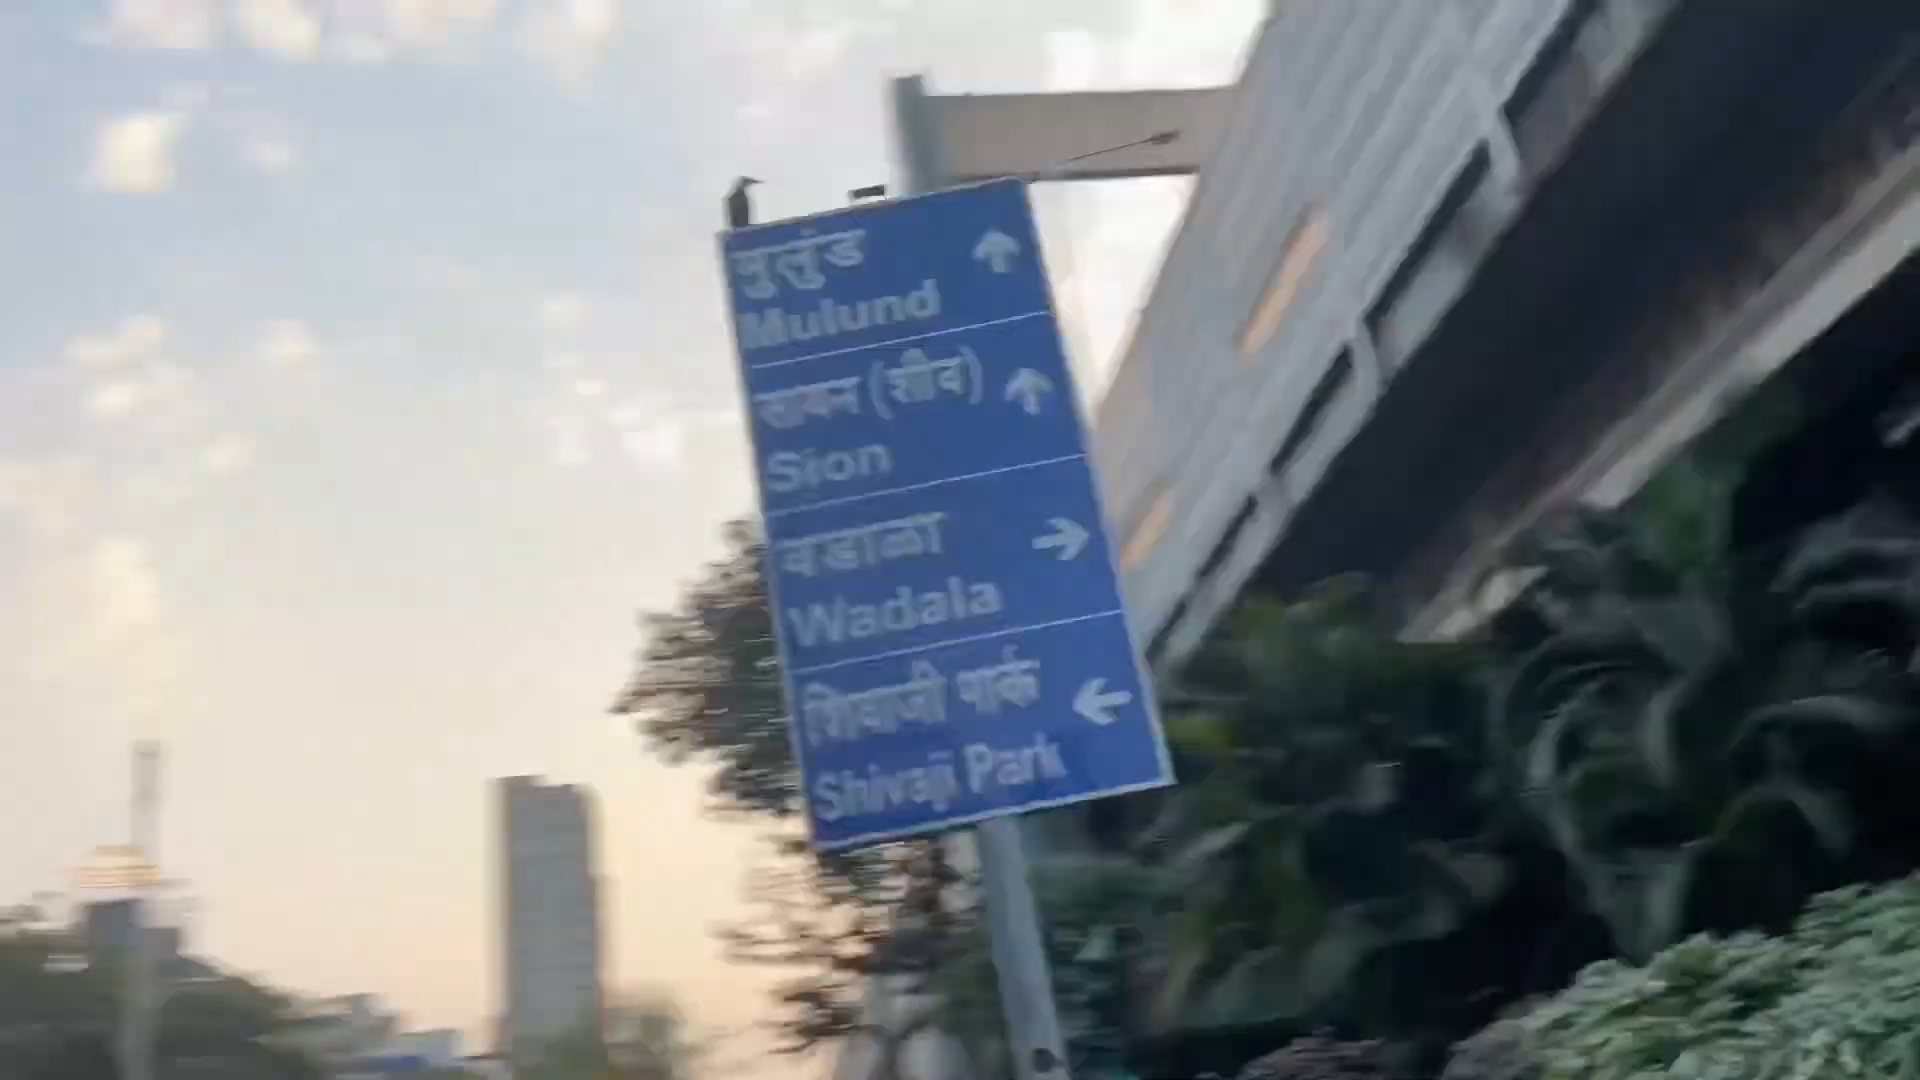 मुलुंड
Mulund
सायन (शीव)
Sion
वडाळा
Wadala
शिवाजी पार्क
Shivaji Park